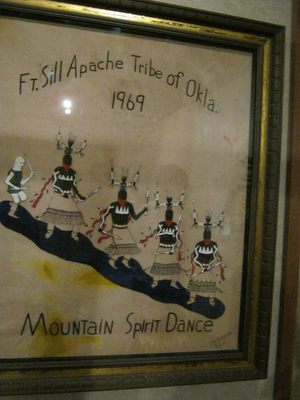 Ft. Sill Apache Tribe of Okla.
1969
Mountain Spirit Dance